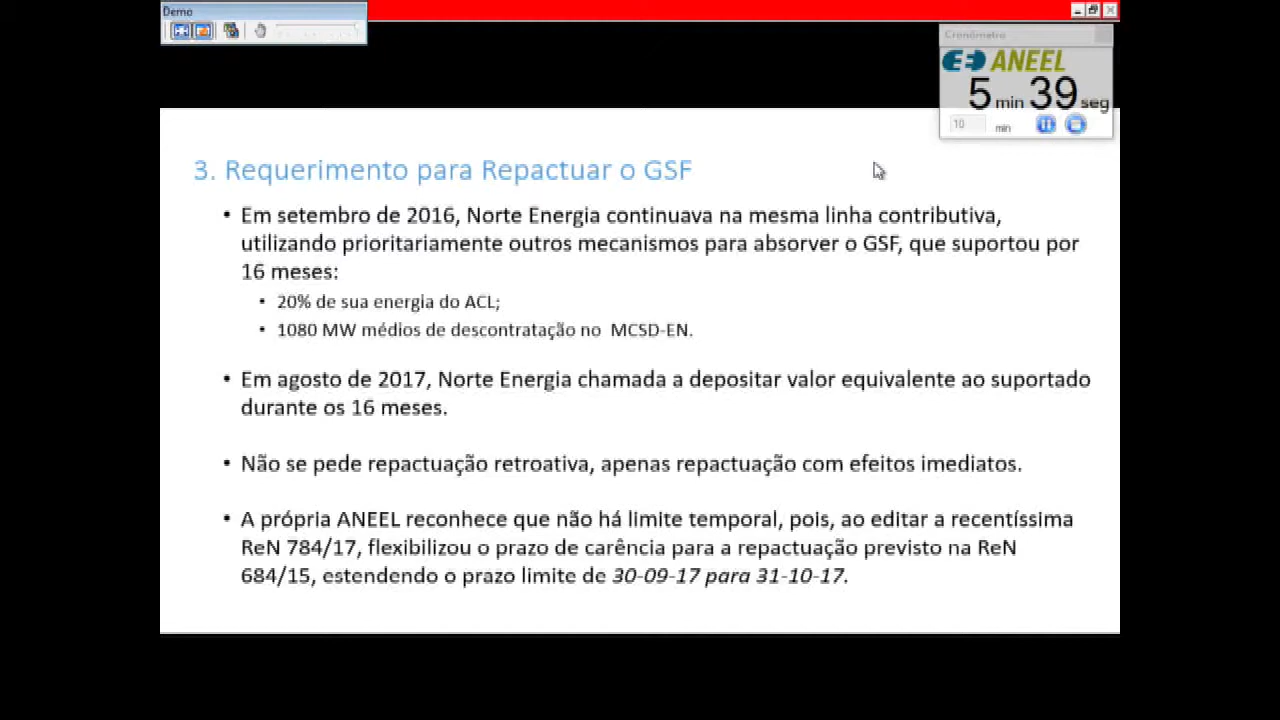 Demo
Cronômetro
ANEEL
5 min 39 seg
10 min
3. Requerimento para Repactuar o GSF
• Em setembro de 2016, Norte Energia continuava na mesma linha contributiva,
utilizando prioritariamente outros mecanismos para absorver o GSF, que suportou por
16 meses:
• 20% de sua energia do ACL;
• 1080 MW médios de descontratação no MCSD-EN.
• Em agosto de 2017, Norte Energia chamada a depositar valor equivalente ao suportado
durante os 16 meses.
• Não se pede repactuação retroativa, apenas repactuação com efeitos imediatos.
• A própria ANEEL reconhece que não há limite temporal, pois, ao editar a recentíssima
ReN 784/17, flexibilizou o prazo de carência para a repactuação previsto na ReN
684/15, estendendo o prazo limite de 30-09-17 para 31-10-17.